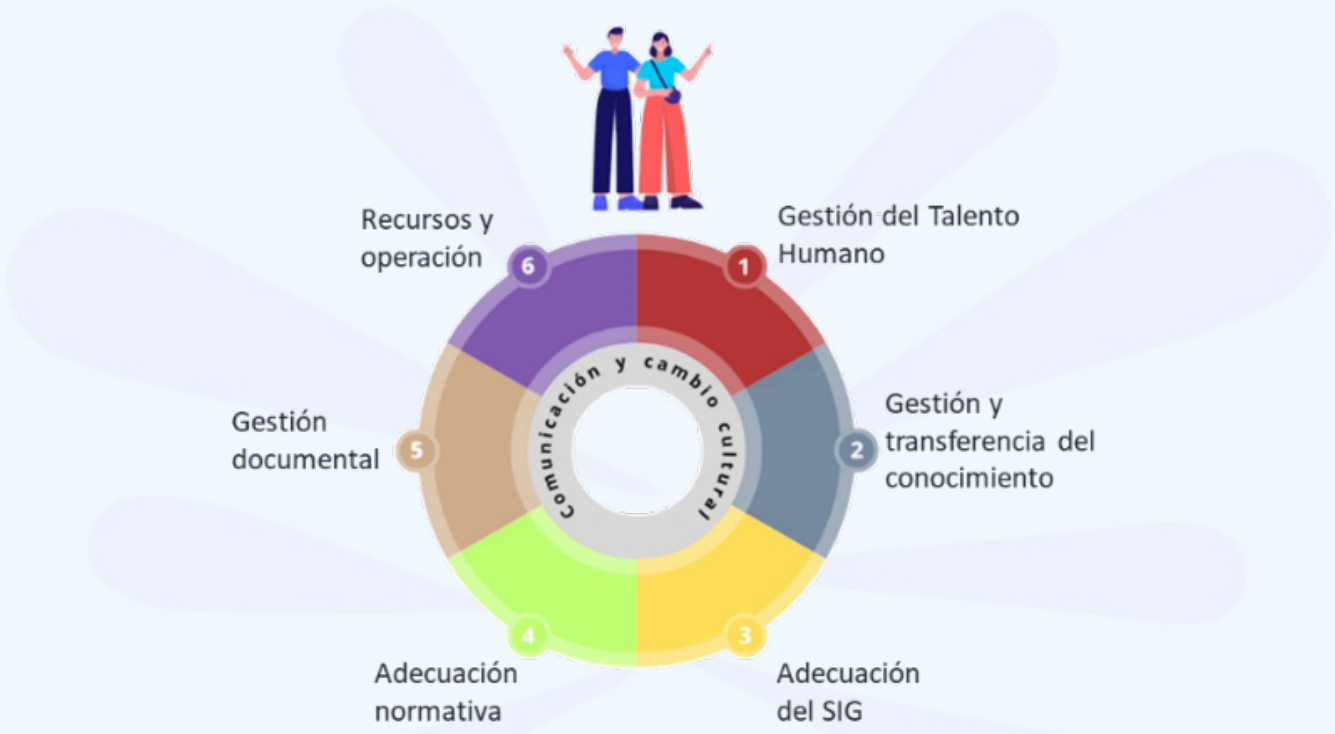 Recursos y
operación
6
Gestión del Talento
Humano
1
Comunicación y cambio cultural
Gestión
documental
5
Gestión y
transferencia del
conocimiento
2
4
Adecuación
normativa
3
Adecuación
del SIG